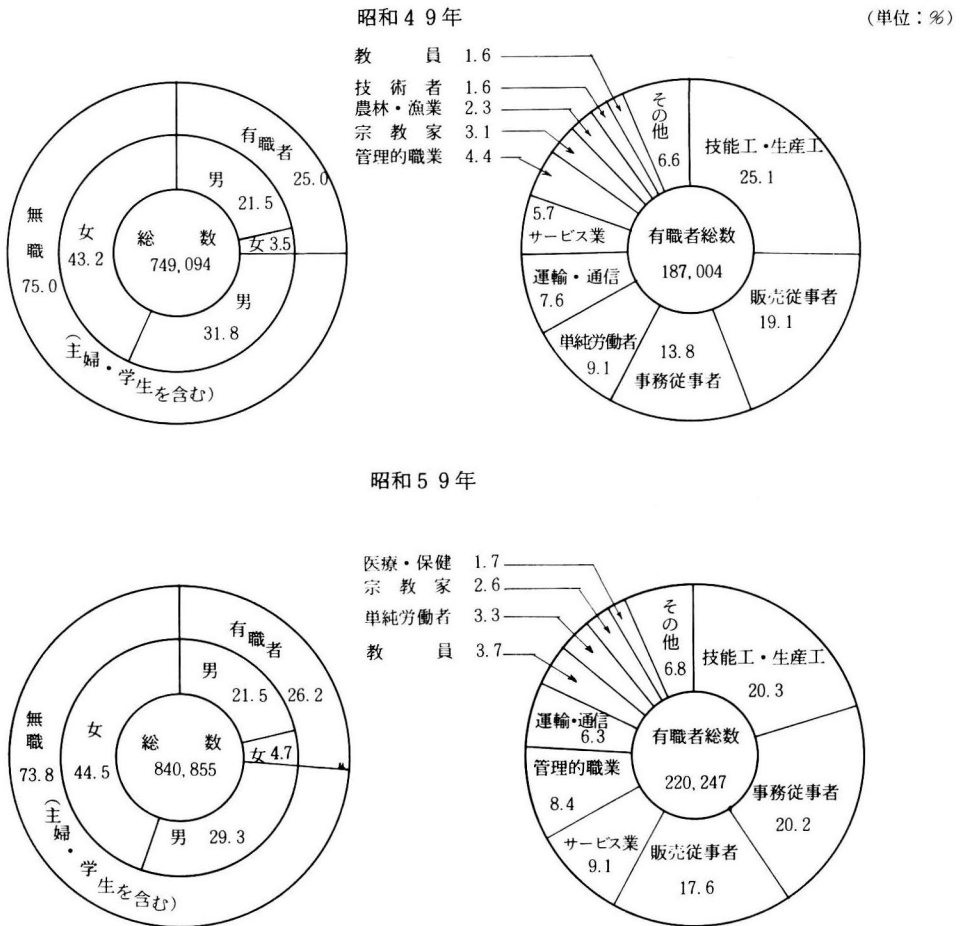 昭和49年
(単位：%)
教員 1.6
技術者 1.6
農林・漁業 2.3
宗教家 3.1
管理的職業 4.4
有職者
25.0
男
21.5
女 3.5
総数
749,094
女
43.2
無職
75.0
男
31.8
(主婦・学生を含む)
その他
6.6
技能工・生産工
25.1
5.7
サービス業
有職者総数
187,004
運輸・通信
7.6
販売従事者
19.1
単純労働者
9.1
13.8
事務従事者
昭和59年
医療・保健 1.7
宗教家 2.6
単純労働者 3.3
教員 3.7
有職者
26.2
男
21.5
女 4.7
総数
840,855
女
44.5
無職
73.8
男 29.3
(主婦・学生を含む)
その他
6.8
技能工・生産工
20.3
運輸・通信
6.3
有職者総数
220,247
管理的職業
8.4
事務従事者
20.2
サービス業
9.1
販売従事者
17.6